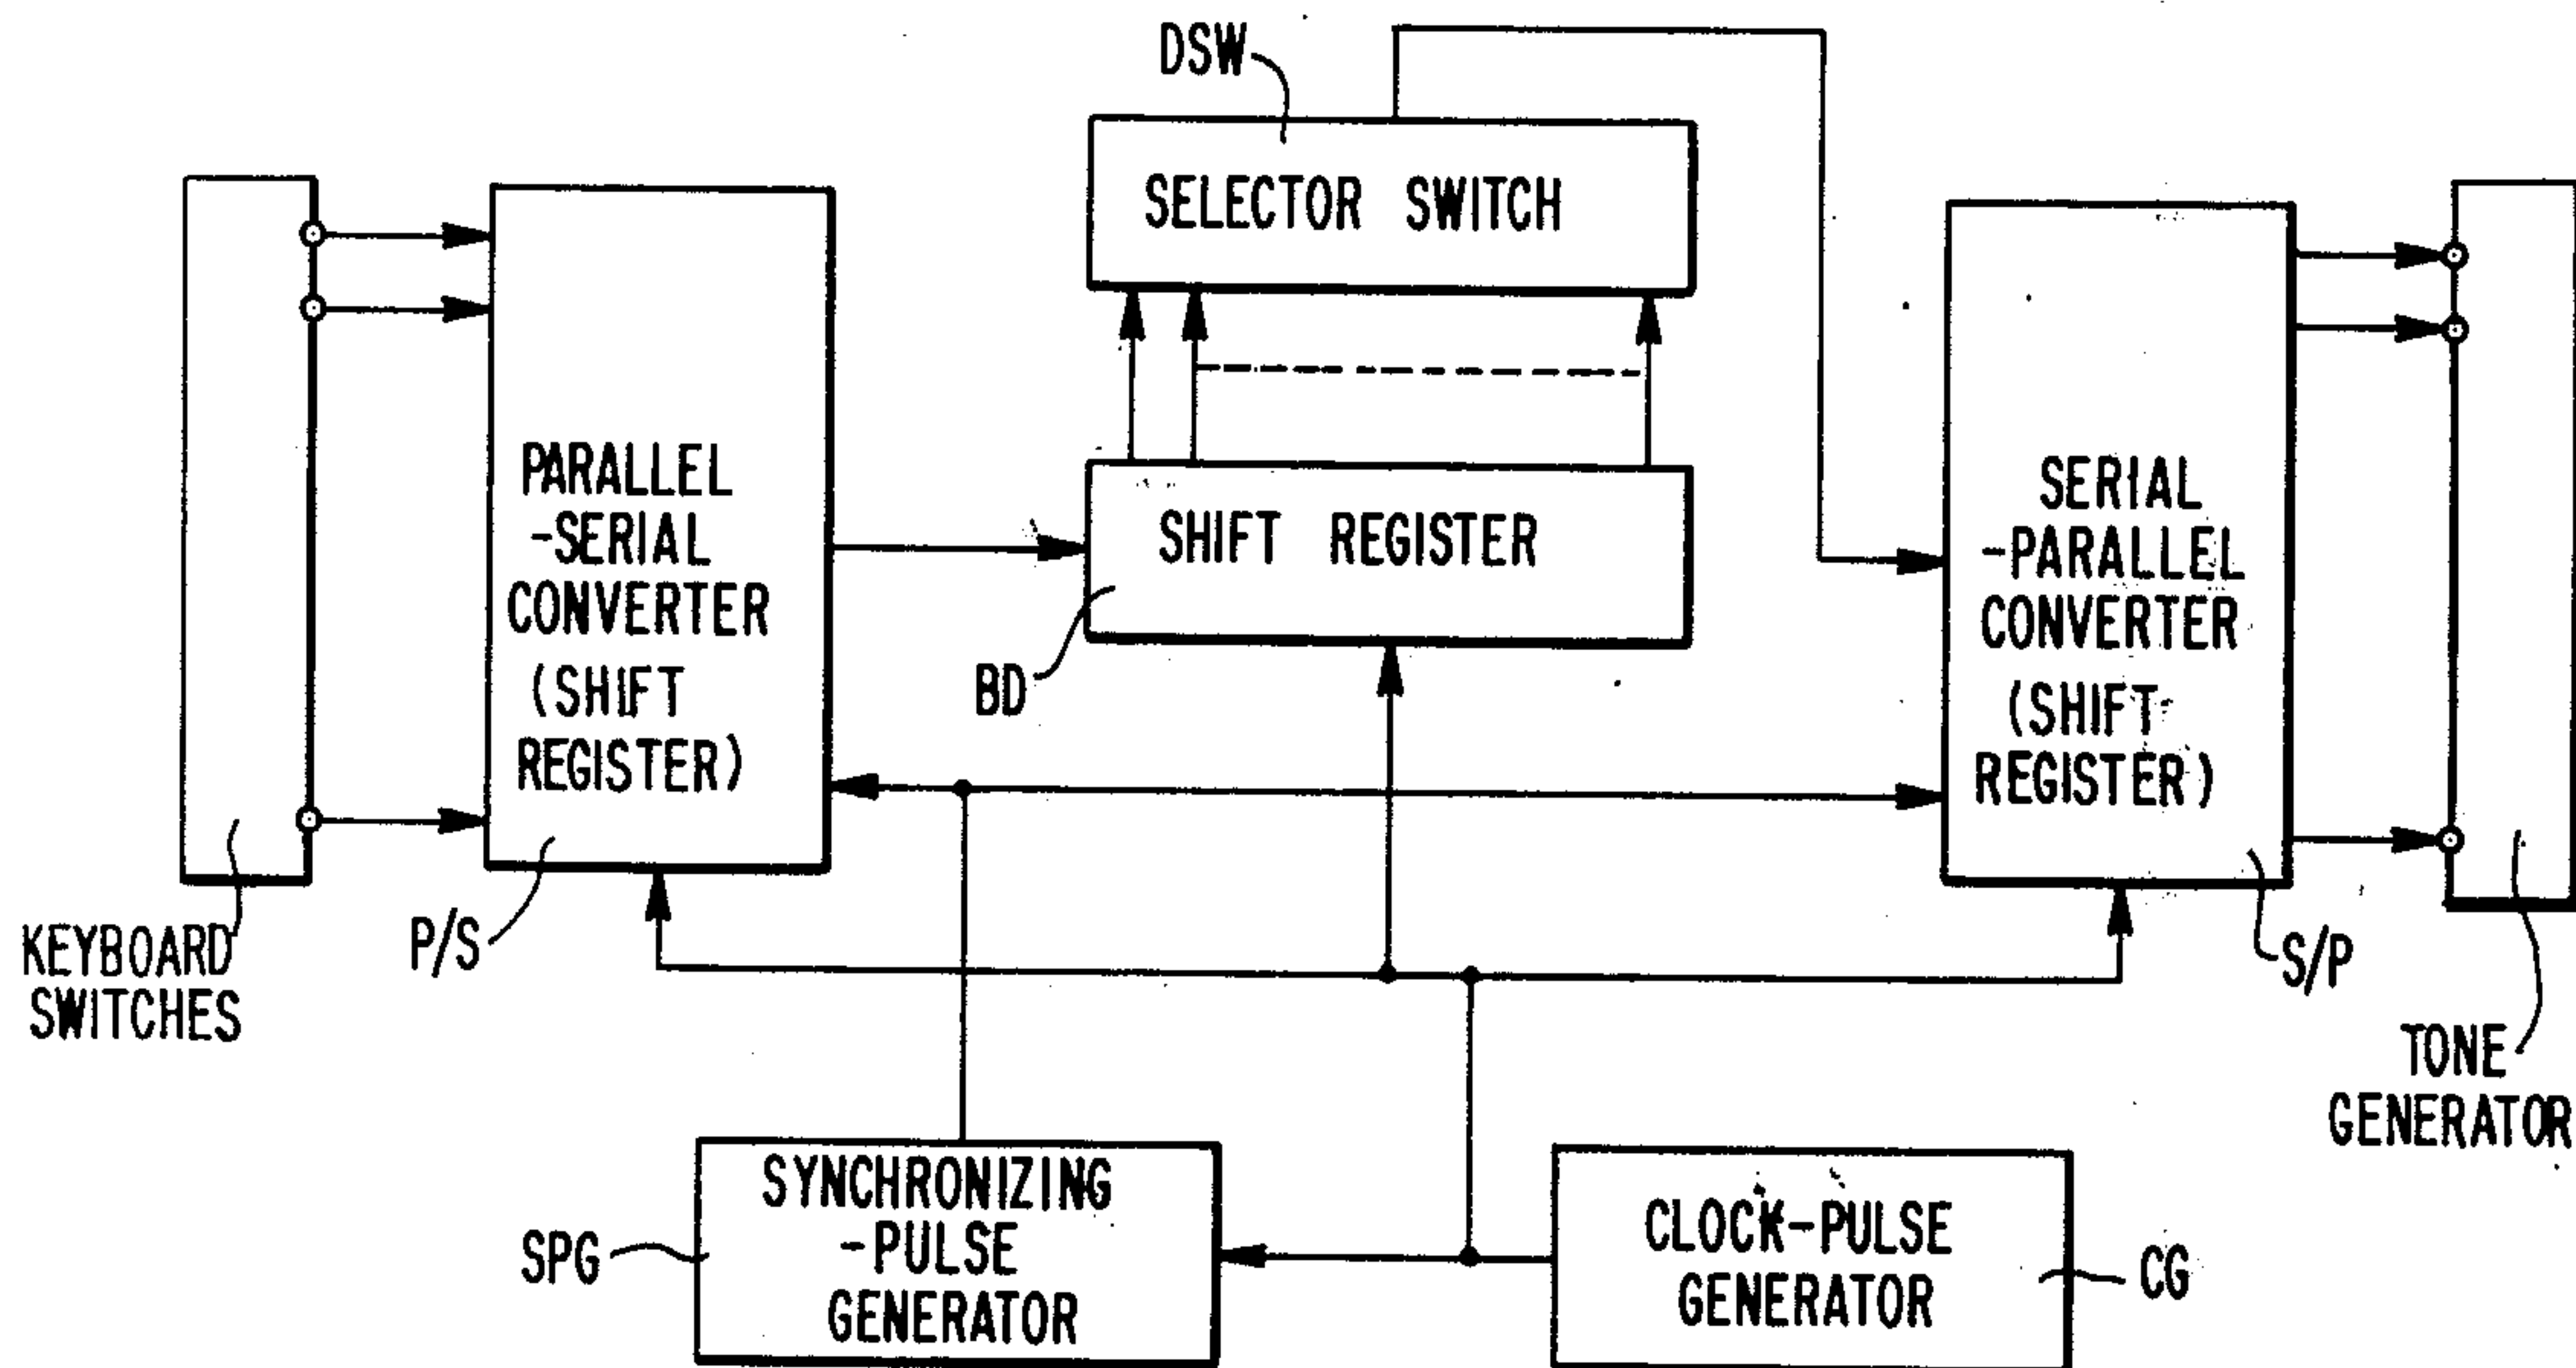 DSW
SELECTOR SWITCH
PARALLEL
-SERIAL
CONVERTER
(SHIFT
REGISTER)
SHIFT REGISTER
SERIAL
-PARALLEL
CONVERTER
(SHIFT
REGISTER)
BD
KEYBOARD
SWITCHES
P/S
S/P
TONE
GENERATOR
SPG
SYNCHRONIZING
-PULSE
GENERATOR
CLOCK-PULSE
GENERATOR
CG